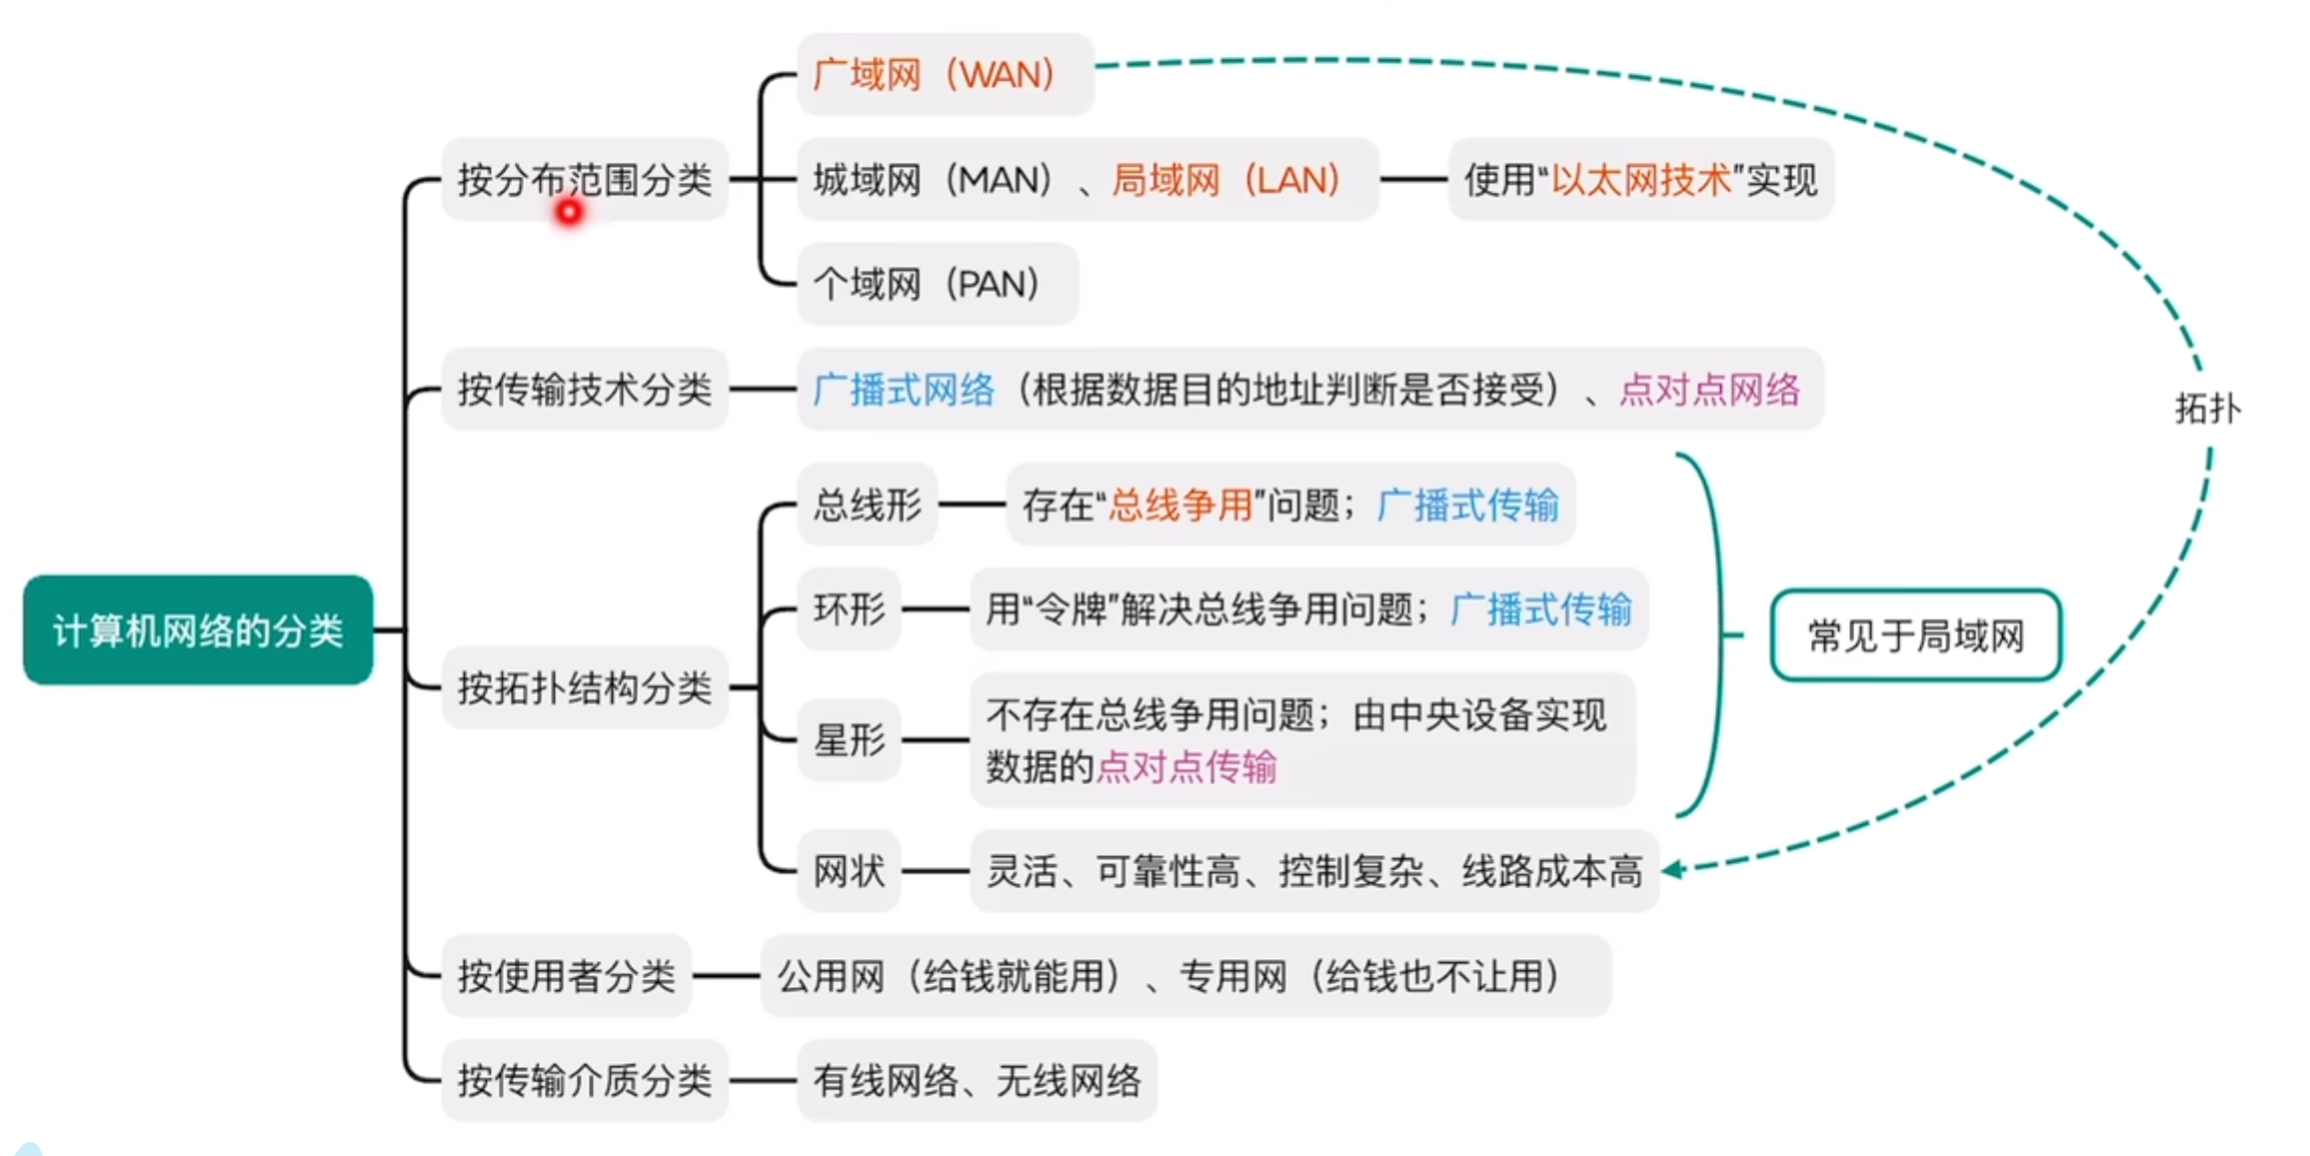 广域网（WAN）
按分布范围分类
城域网（MAN）、局域网（LAN）
使用“以太网技术”实现
个域网（PAN）
按传输技术分类
广播式网络（根据数据目的地址判断是否接受）、点对点网络
拓扑
总线形
存在“总线争用”问题；广播式传输
环形
用“令牌”解决总线争用问题；广播式传输
计算机网络的分类
常见于局域网
按拓扑结构分类
星形
不存在总线争用问题；由中央设备实现
数据的点对点传输
网状
灵活、可靠性高、控制复杂、线路成本高
按使用者分类
公用网（给钱就能用）、专用网（给钱也不让用）
按传输介质分类
有线网络、无线网络